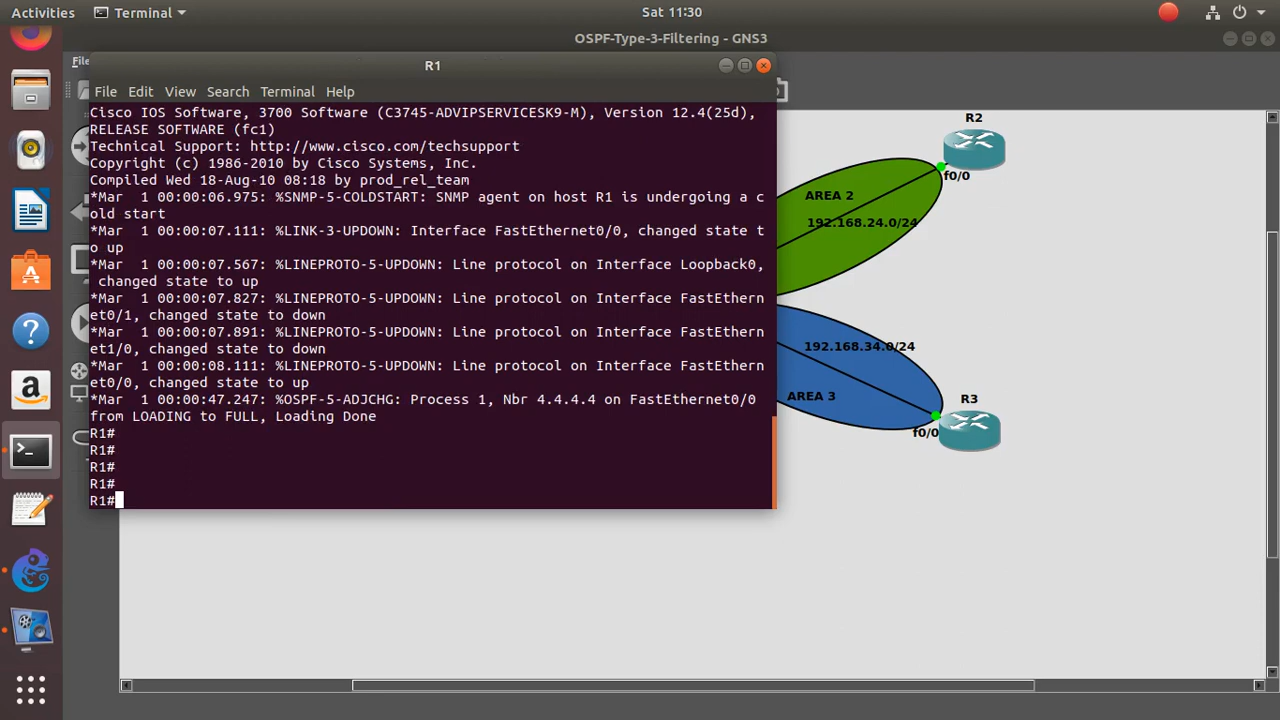 Activities
Terminal
Sat 11:30
OSPF-Type-3-Filtering - GNS3
R1
File Edit View Search Terminal Help
Cisco IOS Software, 3700 Software (C3745-ADVIPSERVICESK9-M), Version 12.4(25d),
RELEASE SOFTWARE (fc1)
Technical Support: http://www.cisco.com/techsupport
Copyright (c) 1986-2010 by Cisco Systems, Inc.
Compiled Wed 18-Aug-10 08:18 by prod_rel_team
*Mar  1 00:00:06.975: %SNMP-5-COLDSTART: SNMP agent on host R1 is undergoing a c
old start
*Mar  1 00:00:07.111: %LINK-3-UPDOWN: Interface FastEthernet0/0, changed state t
o up
*Mar  1 00:00:07.567: %LINEPROTO-5-UPDOWN: Line protocol on Interface Loopback0,
 changed state to up
*Mar  1 00:00:07.827: %LINEPROTO-5-UPDOWN: Line protocol on Interface FastEthern
et0/1, changed state to down
*Mar  1 00:00:07.891: %LINEPROTO-5-UPDOWN: Line protocol on Interface FastEthern
et1/0, changed state to down
*Mar  1 00:00:08.111: %LINEPROTO-5-UPDOWN: Line protocol on Interface FastEthern
et0/0, changed state to up
*Mar  1 00:00:47.247: %OSPF-5-ADJCHG: Process 1, Nbr 4.4.4.4 on FastEthernet0/0
from LOADING to FULL, Loading Done
R1#
R1#
R1#
R1#
R1#
File
R2
f0/0
AREA 2
192.168.24.0/24
192.168.34.0/24
AREA 3
R3
f0/0